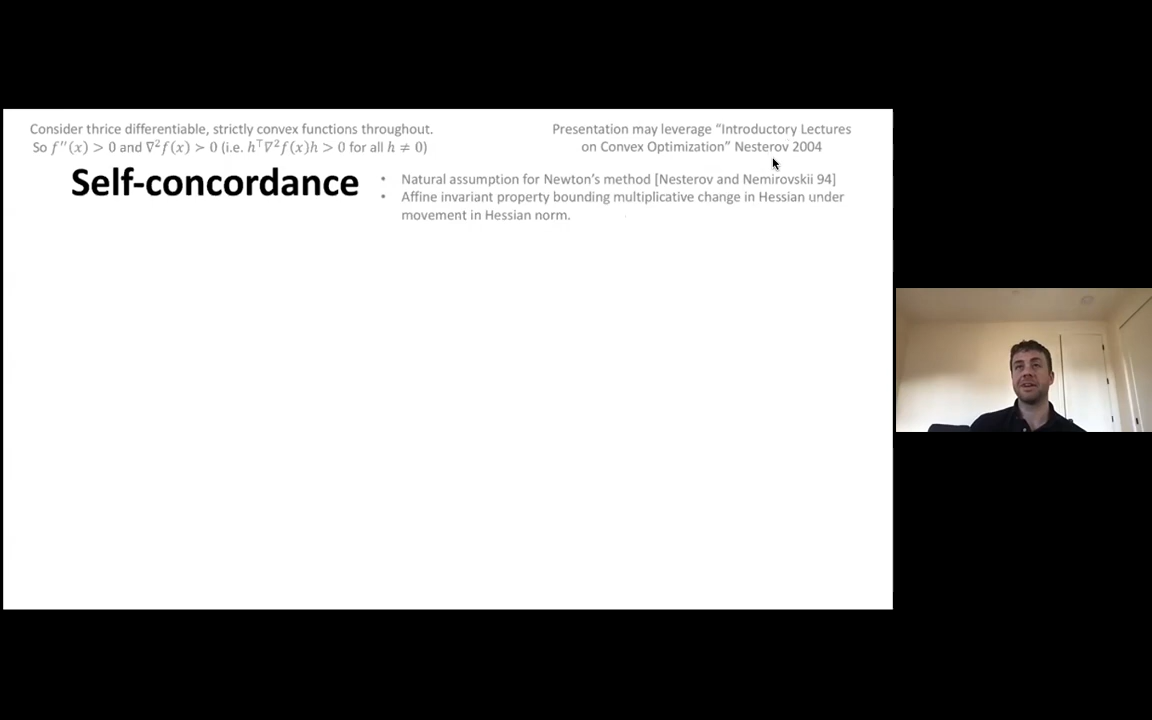 Consider thrice differentiable, strictly convex functions throughout.
So f′′(x) > 0 and ∇²f(x) ≻ 0 (i.e. h⊤∇²f(x)h > 0 for all h ≠ 0)
Presentation may leverage “Introductory Lectures
on Convex Optimization” Nesterov 2004
Self-concordance
• Natural assumption for Newton’s method [Nesterov and Nemirovskii 94]
• Affine invariant property bounding multiplicative change in Hessian under
movement in Hessian norm.